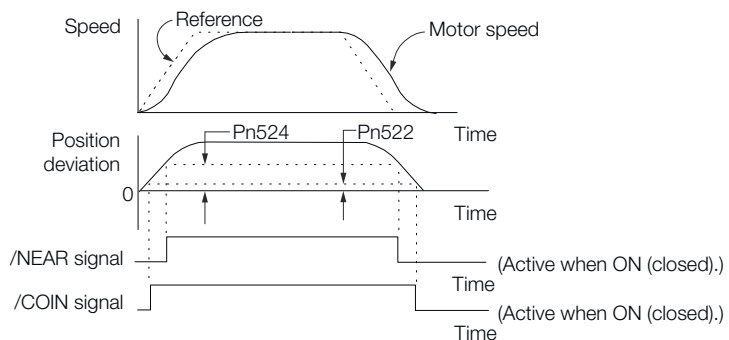 Speed
Reference
Motor speed
Time
Position
deviation
Pn524
Pn522
0
Time
/NEAR signal
(Active when ON (closed).)
Time
/COIN signal
(Active when ON (closed).)
Time